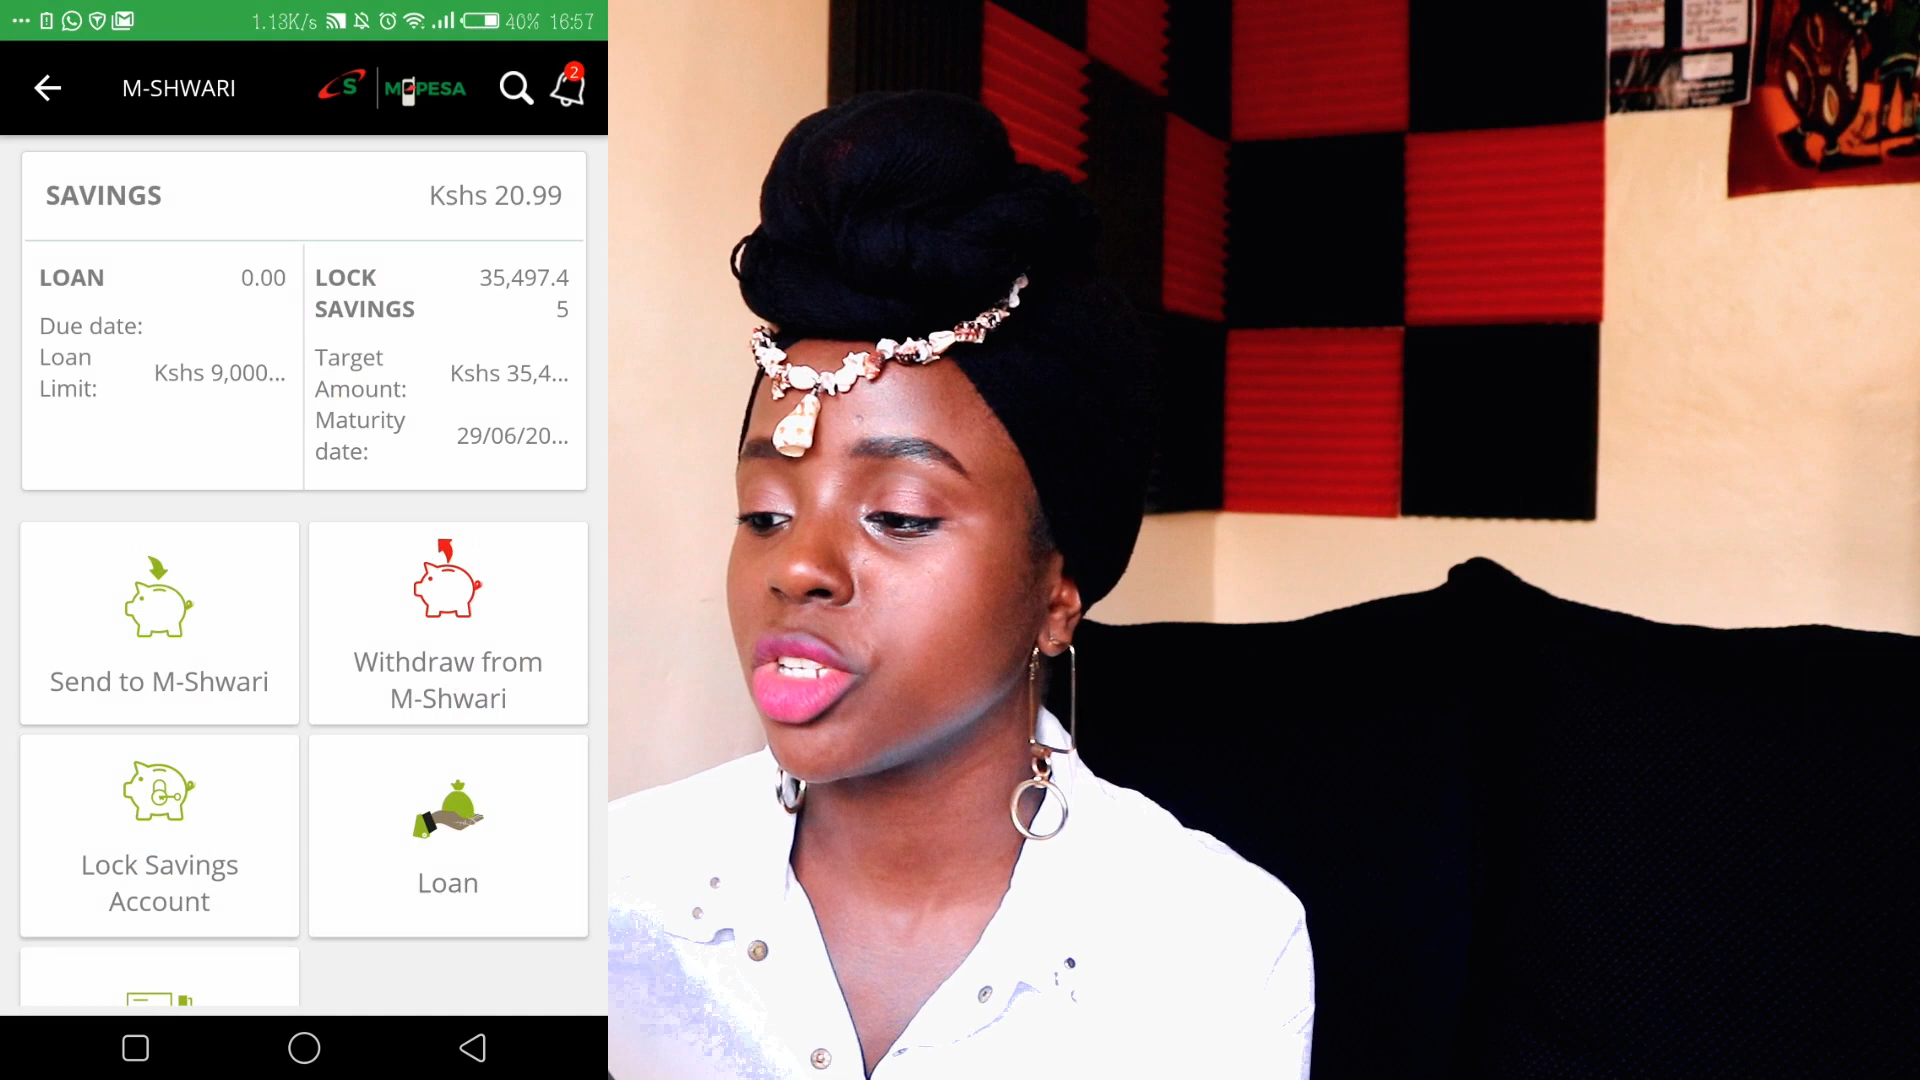 1.13K/s 40% 16:57
M-SHWARI
S M-PESA
2
SAVINGS Kshs 20.99
LOAN 0.00
Due date:
Loan
Limit: Kshs 9,000...
LOCK 35,497.4
SAVINGS 5
Target
Amount: Kshs 35,4...
Maturity
date: 29/06/20...
Send to M-Shwari
Withdraw from
M-Shwari
Lock Savings
Account
Loan